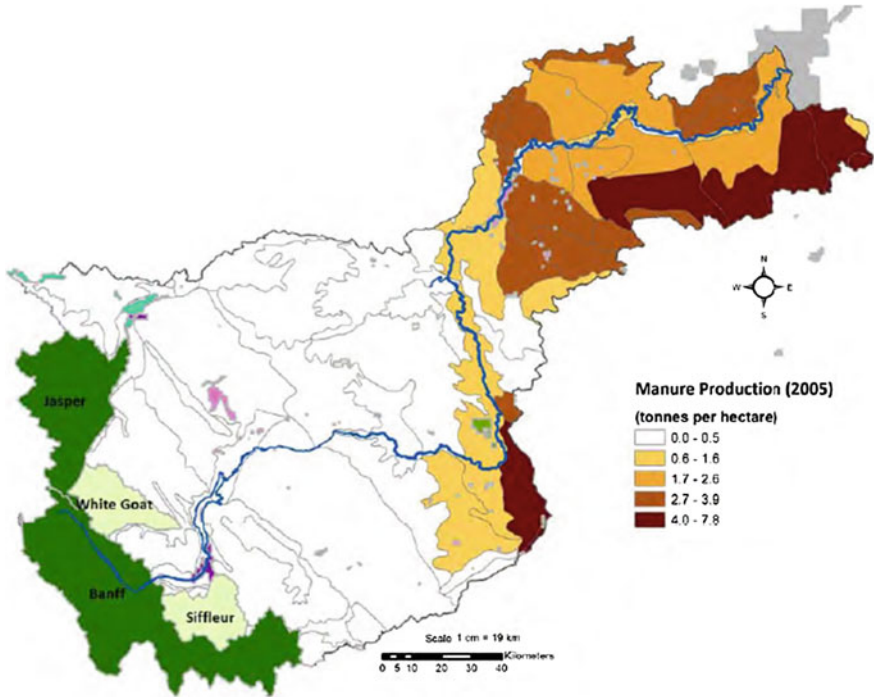 Jasper
White Goat
Banff
Siffleur
N
W E
S
Manure Production (2005)
(tonnes per hectare)
0.0 - 0.5
0.6 - 1.6
1.7 - 2.6
2.7 - 3.9
4.0 - 7.8
Scale 1 cm = 19 km
Kilometers
0 5 10 20 30 40